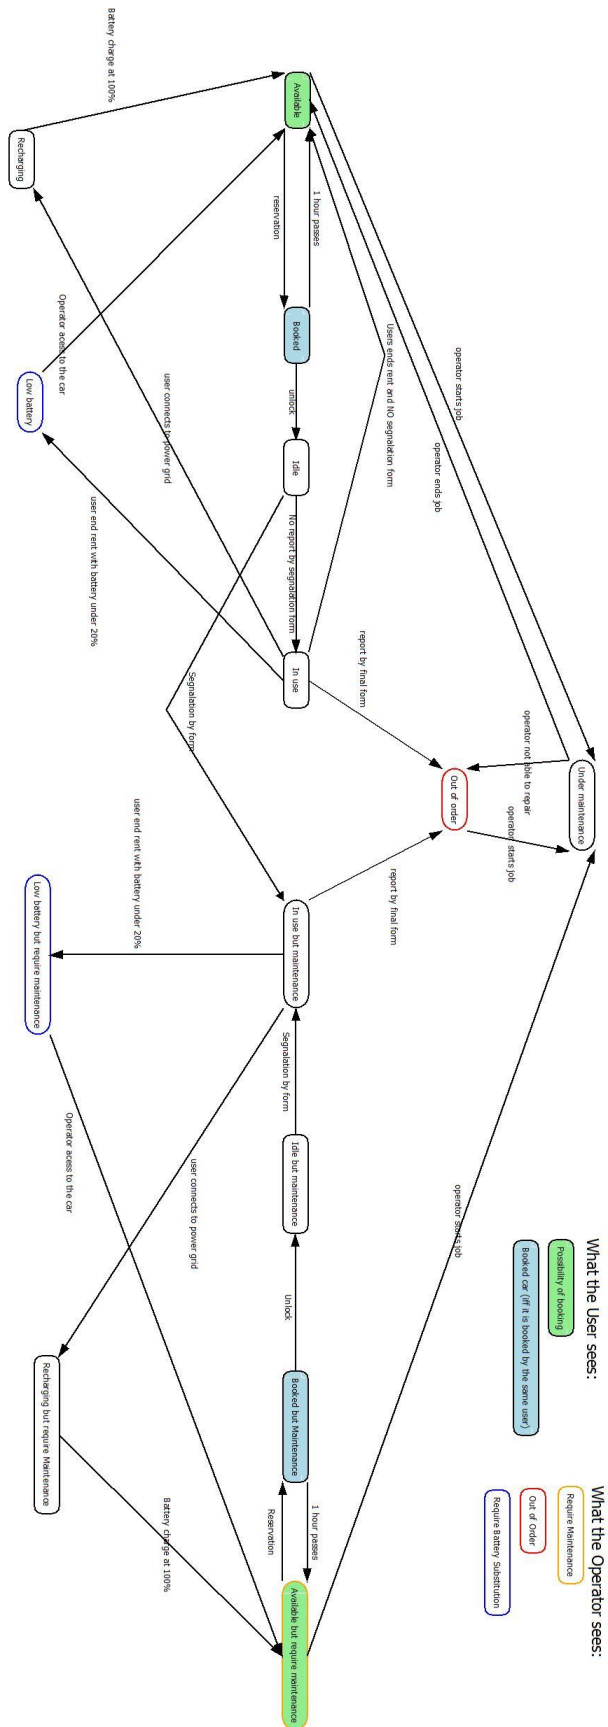 What the User sees:
Possibility of booking
Booked car (iff it is booked by the same user)
What the Operator sees:
Require Maintenance
Out of Order
Require Battery Substitution
Under maintenance
operator starts job
operator ends job
operator not able to repair
operator starts job
operator starts job
Out of order
report by final form
report by final form
Users ends rent and NO segnalation form
1 hour passes
Available
reservation
Booked
unlock
Idle
No report by segnalation form
In use
Segnalation by form
In use but maintenance
Segnalation by form
Idle but maintenance
Unlock
Booked but Maintenance
1 hour passes
Reservation
Available but require maintenance
user connects to power grid
user end rent with battery under 20%
Operator acess to the car
Battery charge at 100%
Recharging
Low battery
user end rent with battery under 20%
user connects to power grid
Operator acess to the car
Battery charge at 100%
Low battery but require maintenance
Recharging but require Maintenance